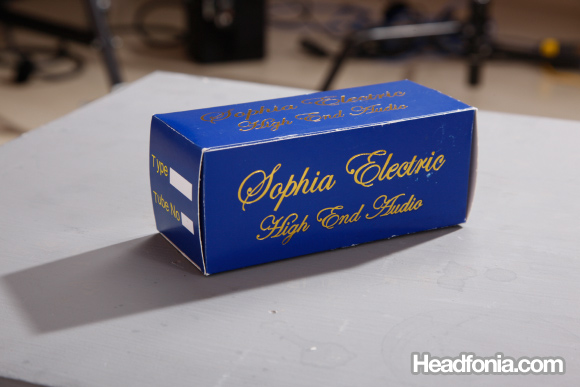 Sophia Electric
High End Audio
Type
Tube No
Sophia Electric
High End Audio
Headfonia.com